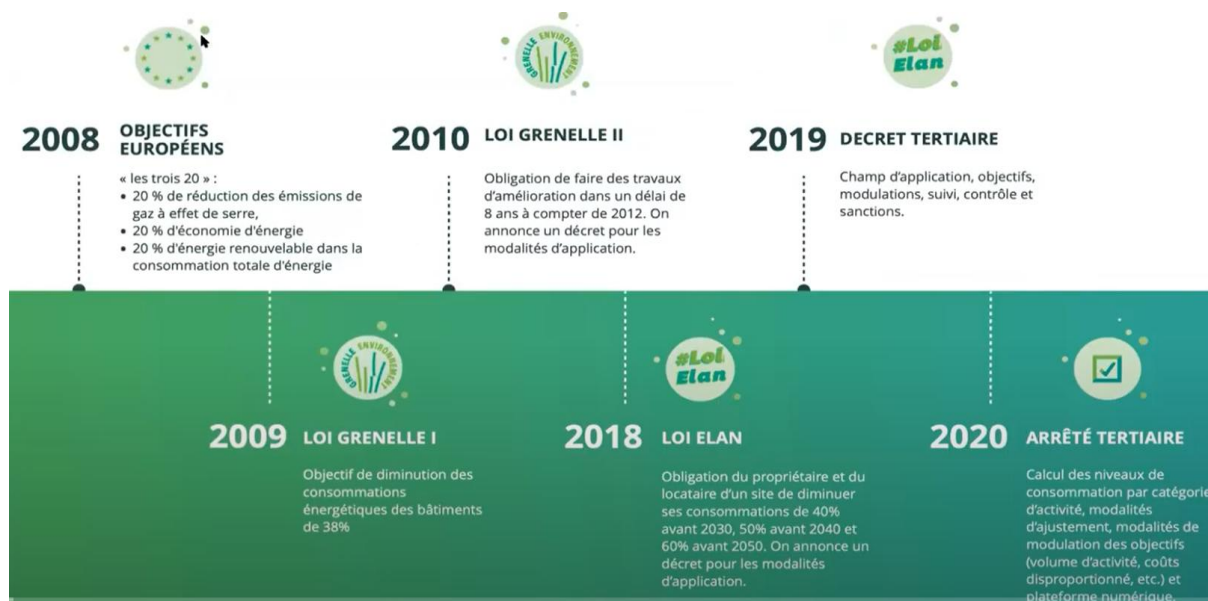 GRENELLE ENVIRONNEMENT
#Loi
Elan
2008
OBJECTIFS
EUROPÉENS
« les trois 20 » :
• 20 % de réduction des émissions de
gaz à effet de serre,
• 20 % d'économie d'énergie
• 20 % d'énergie renouvelable dans la
consommation totale d'énergie
2010
LOI GRENELLE II
Obligation de faire des travaux
d'amélioration dans un délai de
8 ans à compter de 2012. On
annonce un décret pour les
modalités d'application.
2019
DECRET TERTIAIRE
Champ d'application, objectifs,
modulations, suivi, contrôle et
sanctions.
GRENELLE ENVIRONNEMENT
#Loi
Elan
2009
LOI GRENELLE I
Objectif de diminution des
consommations
énergétiques des bâtiments
de 38%
2018
LOI ELAN
Obligation du propriétaire et du
locataire d'un site de diminuer
ses consommations de 40%
avant 2030, 50% avant 2040 et
60% avant 2050. On annonce un
décret pour les modalités
d'application.
2020
ARRÊTÉ TERTIAIRE
Calcul des niveaux de
consommation par catégorie
d'activité, modalités
d'ajustement, modalités de
modulation des objectifs
(volume d'activité, coûts
disproportionné, etc.) et
plateforme numérique.